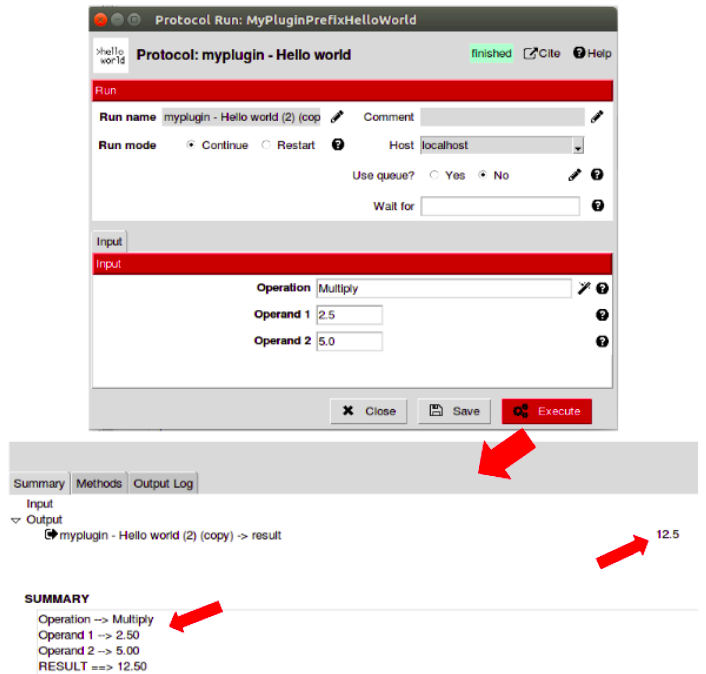 Protocol Run: MyPluginPrefixHelloWorld
>hello
world
Protocol: myplugin - Hello world
finished
Cite
Help
Run
Run name myplugin - Hello world (2) (cop
Comment
Run mode Continue Restart
Host localhost
Use queue? Yes No
Wait for
Input
Input
Operation Multiply
Operand 1 2.5
Operand 2 5.0
Close Save Execute
Summary Methods Output Log
Input
Output
myplugin - Hello world (2) (copy) -> result 12.5
SUMMARY
Operation --> Multiply
Operand 1 --> 2.50
Operand 2 --> 5.00
RESULT ==> 12.50